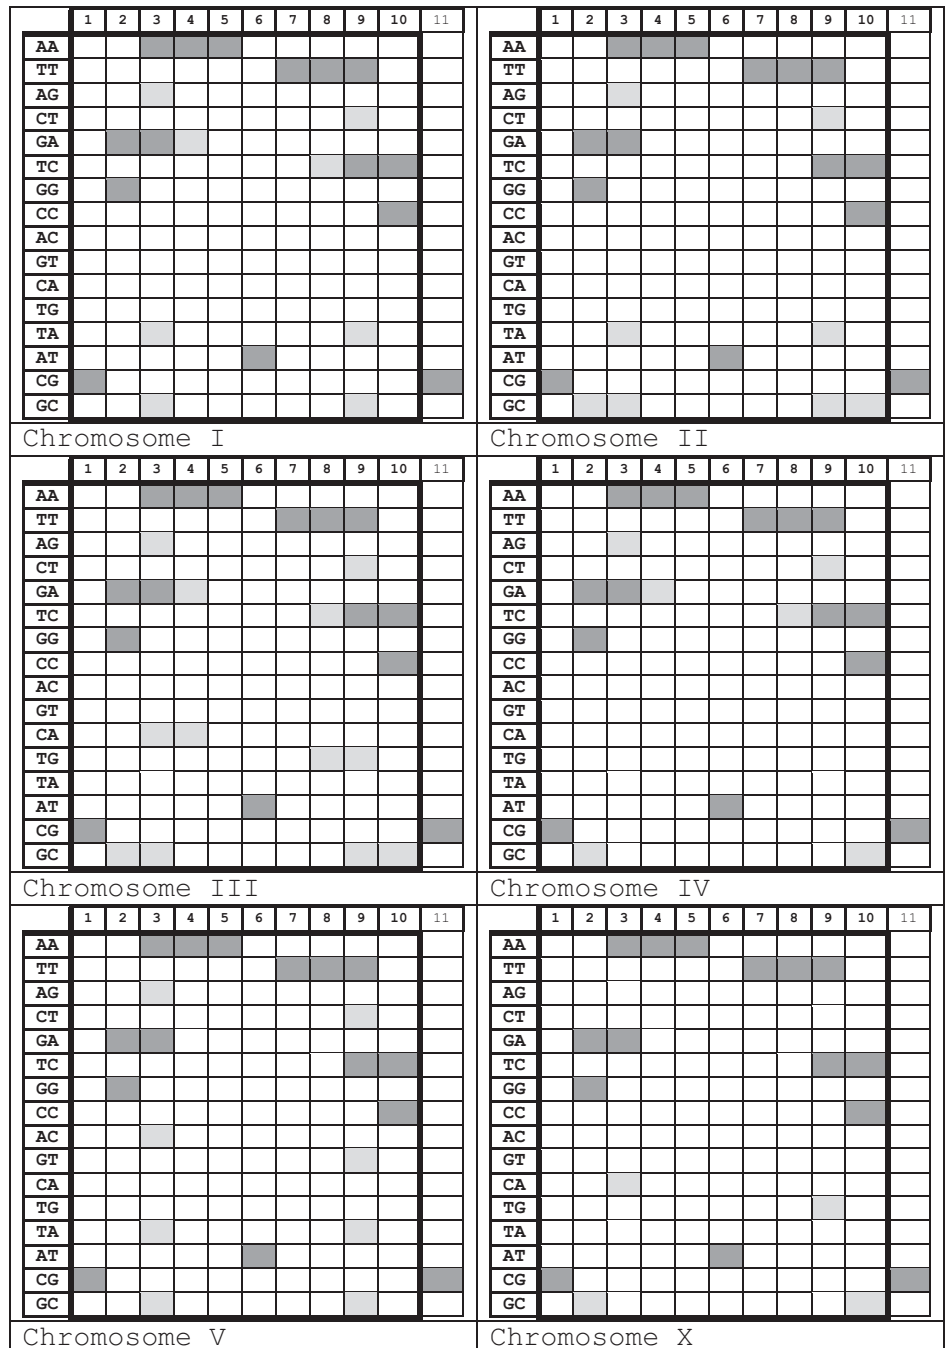 1 2 3 4 5 6 7 8 9 10 11
AA
TT
AG
CT
GA
TC
GG
CC
AC
GT
CA
TG
TA
AT
CG
GC
Chromosome I
1 2 3 4 5 6 7 8 9 10 11
AA
TT
AG
CT
GA
TC
GG
CC
AC
GT
CA
TG
TA
AT
CG
GC
Chromosome II
1 2 3 4 5 6 7 8 9 10 11
AA
TT
AG
CT
GA
TC
GG
CC
AC
GT
CA
TG
TA
AT
CG
GC
Chromosome III
1 2 3 4 5 6 7 8 9 10 11
AA
TT
AG
CT
GA
TC
GG
CC
AC
GT
CA
TG
TA
AT
CG
GC
Chromosome IV
1 2 3 4 5 6 7 8 9 10 11
AA
TT
AG
CT
GA
TC
GG
CC
AC
GT
CA
TG
TA
AT
CG
GC
Chromosome V
1 2 3 4 5 6 7 8 9 10 11
AA
TT
AG
CT
GA
TC
GG
CC
AC
GT
CA
TG
TA
AT
CG
GC
Chromosome X